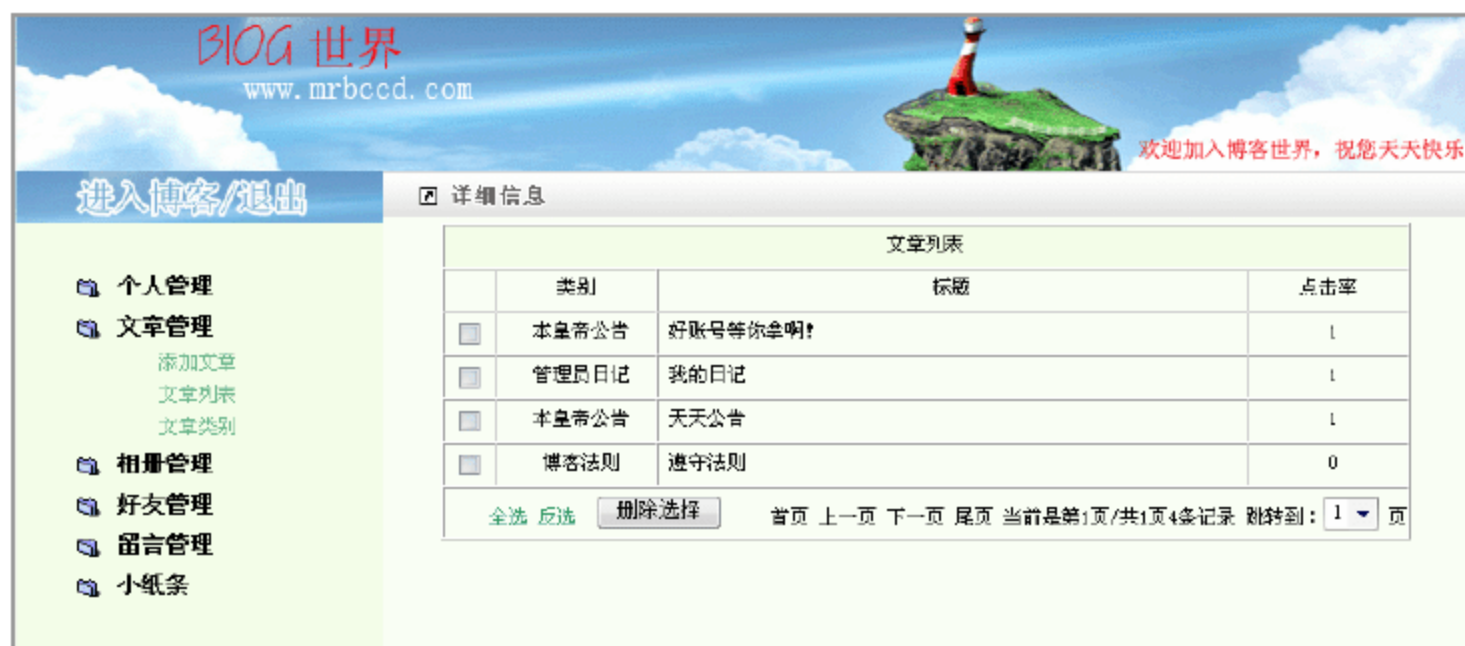 BlOG 世界
www.mrbccd.com
欢迎加入博客世界，祝您天天快乐
进入博客/退出
详细信息
个人管理
文章管理
添加文章
文章列表
文章类别
相册管理
好友管理
留言管理
小纸条
文章列表
类别 标题 点击率
本皇帝公告 好账号等你拿啊! 1
管理员日记 我的日记 1
本皇帝公告 天天公告 1
博客法则 遵守法则 0
全选 反选 删除选择 首页 上一页 下一页 尾页 当前是第1页/共1页4条记录 跳转到: 1 页